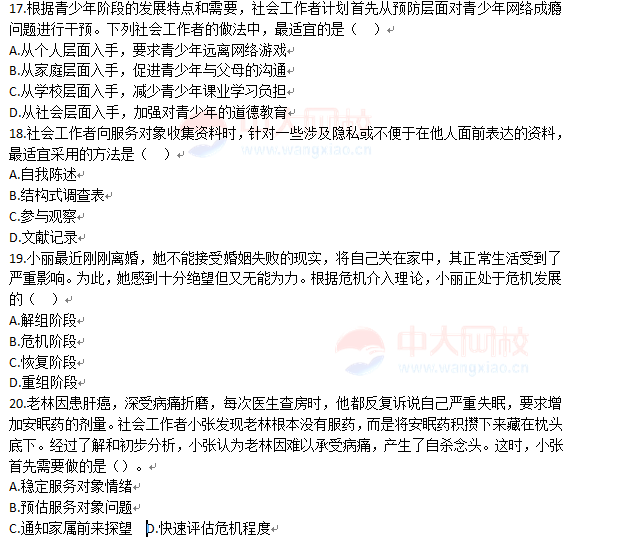 17.根据青少年阶段的发展特点和需要，社会工作者计划首先从预防层面对青少年网络成瘾
问题进行干预。下列社会工作者的做法中，最适宜的是（　）
A.从个人层面入手，要求青少年远离网络游戏
B.从家庭层面入手，促进青少年与父母的沟通
C.从学校层面入手，减少青少年课业学习负担
D.从社会层面入手，加强对青少年的道德教育
18.社会工作者向服务对象收集资料时，针对一些涉及隐私或不便于在他人面前表达的资料，
最适宜采用的方法是（　）
www.wangxiao.cn
A.自我陈述
B.结构式调查表
C.参与观察
D.文献记录
19.小丽最近刚刚离婚，她不能接受婚姻失败的现实，将自己关在家中，其正常生活受到了
严重影响。为此，她感到十分绝望但又无能为力。根据危机介入理论，小丽正处于危机发展
的（　）
A.解组阶段
B.危机阶段
中大网校
www.wangxiao.cn
C.恢复阶段
D.重组阶段
20.老林因患肝癌，深受病痛折磨，每次医生查房时，他都反复诉说自己严重失眠，要求增
加安眠药的剂量。社会工作者小张发现老林根本没有服药，而是将安眠药积攒下来藏在枕头
底下。经过了解和初步分析，小张认为老林因难以承受病痛，产生了自杀念头。这时，小张
首先需要做的是（）。
A.稳定服务对象情绪
B.预估服务对象问题
C.通知家属前来探望　D.快速评估危机程度